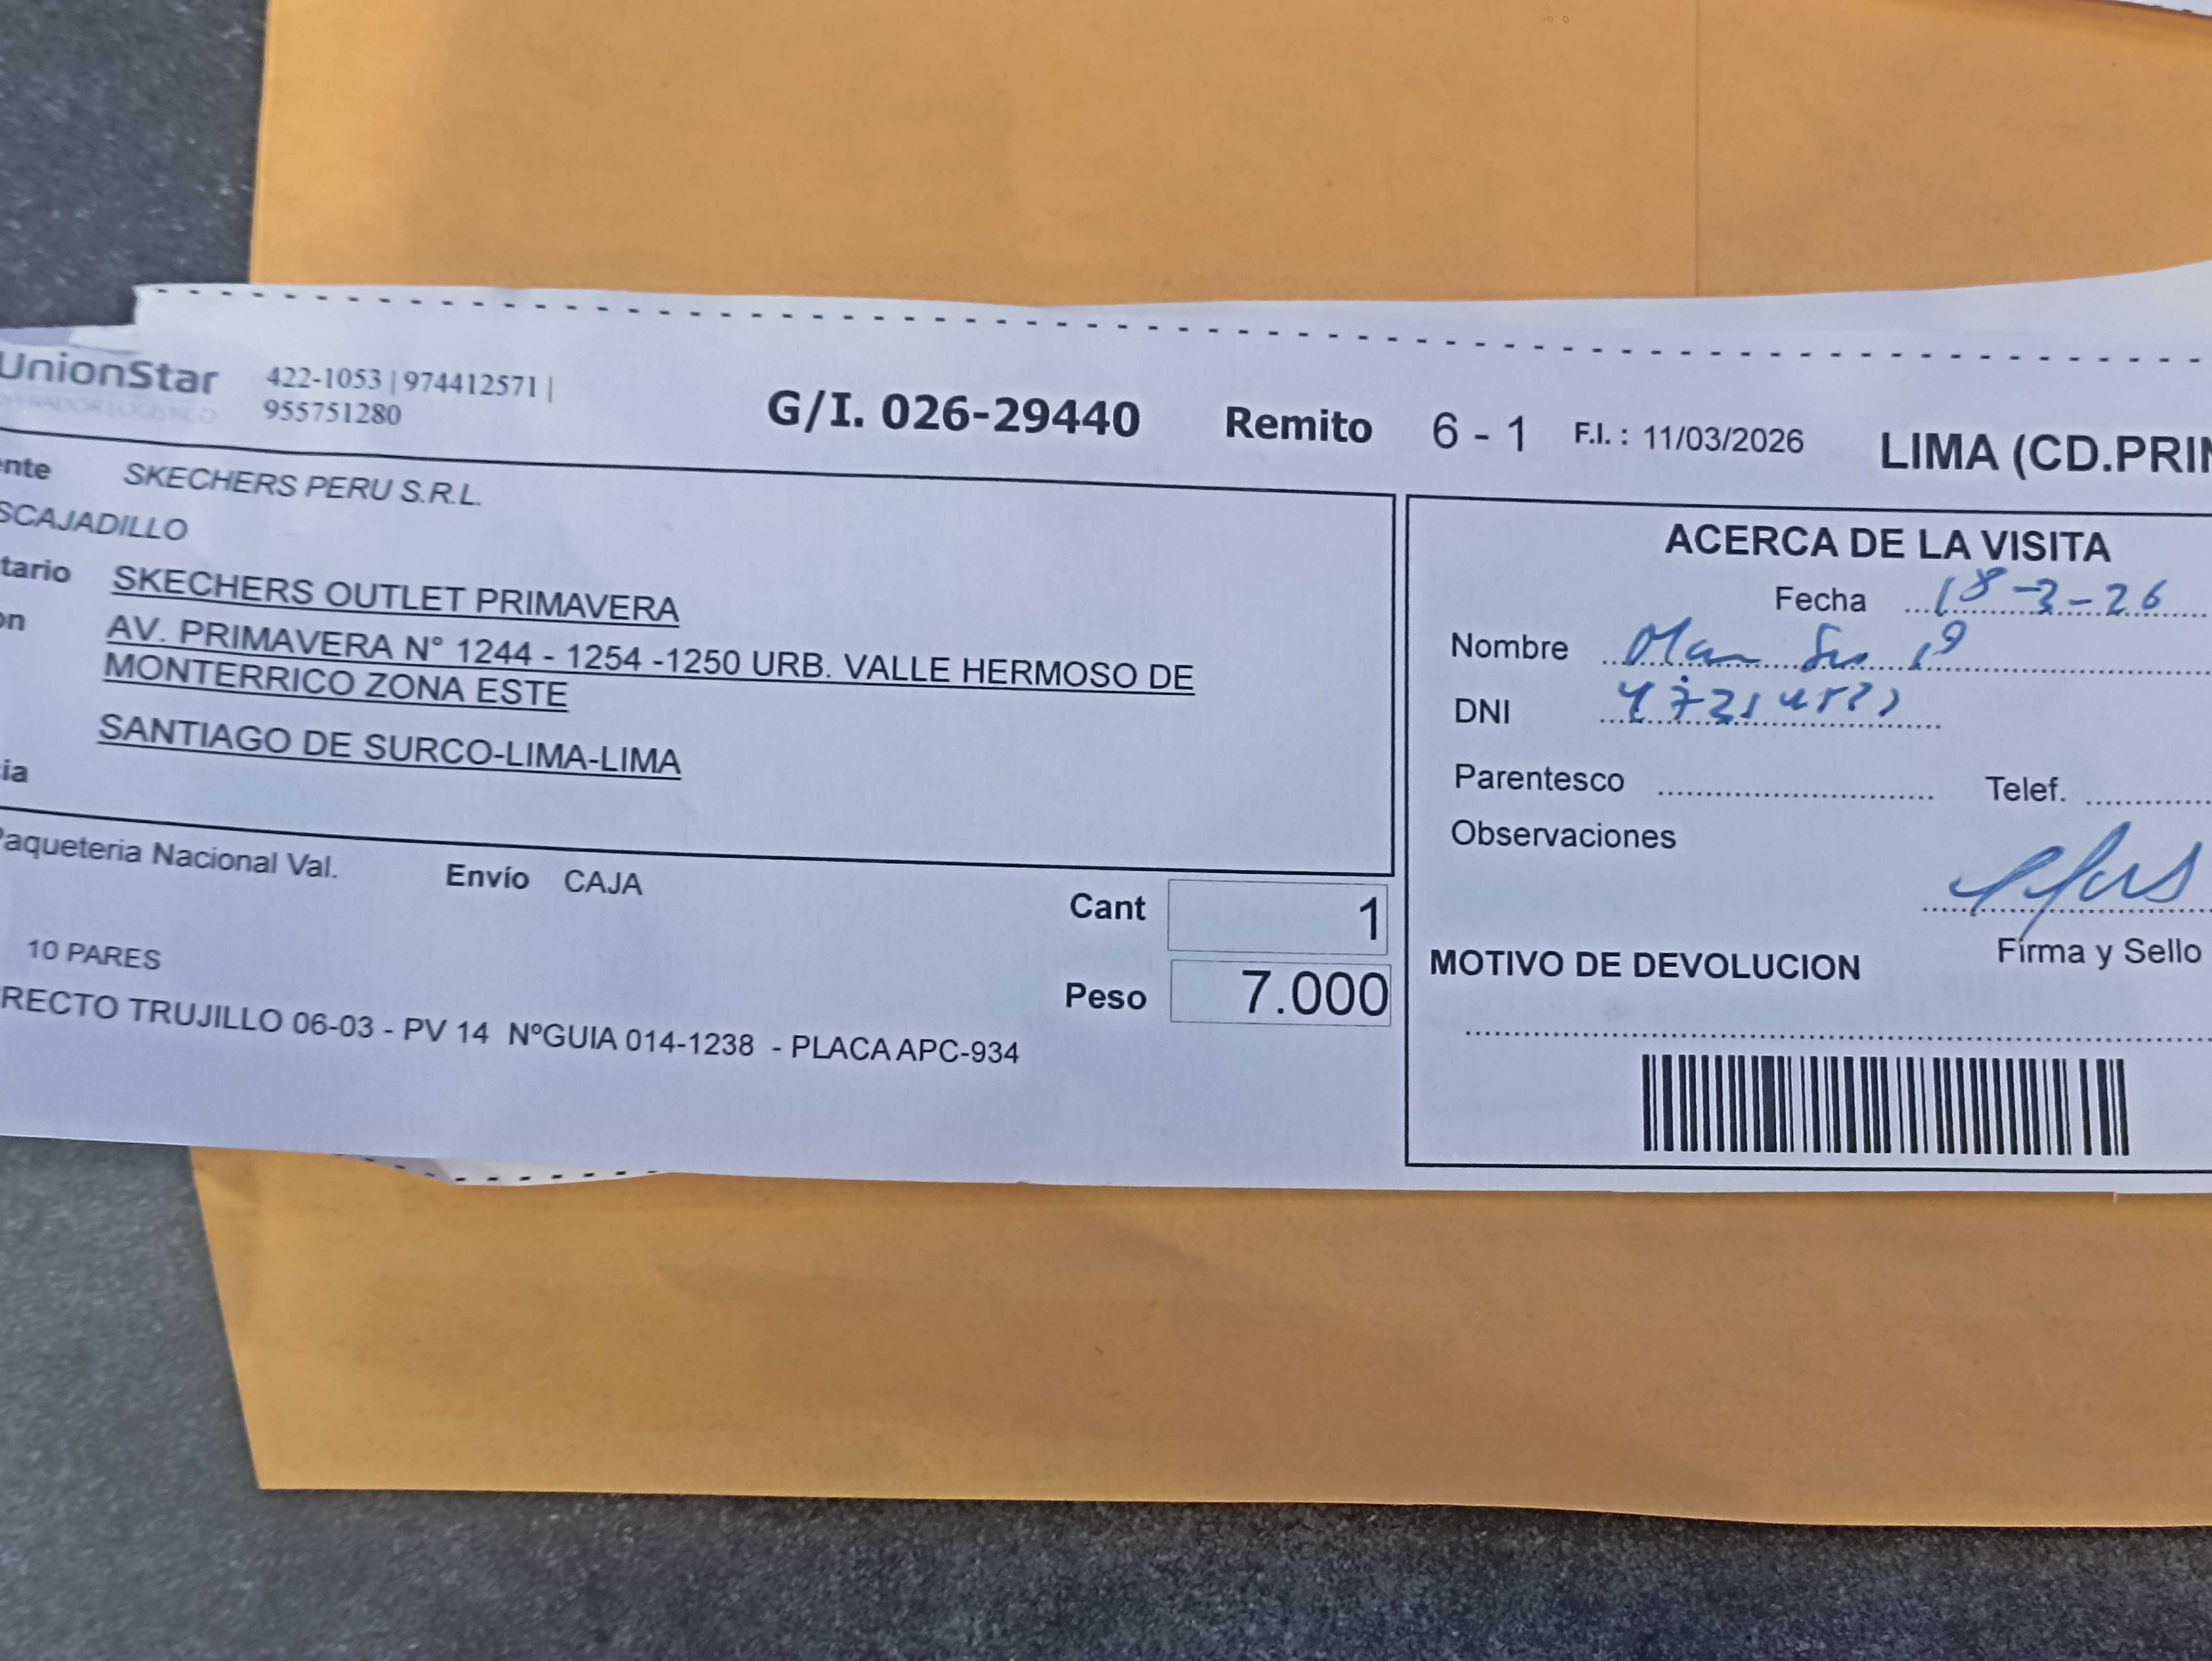 UnionStar 422-1053 | 974412571 |
955751280
G/I. 026-29440 Remito 6 - 1 F.I. : 11/03/2026 LIMA (CD.PRI
ente SKECHERS PERU S.R.L.
SCAJADILLO
tario SKECHERS OUTLET PRIMAVERA
on AV. PRIMAVERA N° 1244 - 1254 -1250 URB. VALLE HERMOSO DE
MONTERRICO ZONA ESTE
SANTIAGO DE SURCO-LIMA-LIMA
ia
Paqueteria Nacional Val. Envío CAJA
Cant 1
10 PARES
Peso 7.000
RECTO TRUJILLO 06-03 - PV 14 NºGUIA 014-1238 - PLACA APC-934
ACERCA DE LA VISITA
Fecha 18-3-26
Nombre
DNI
Parentesco Telef.
Observaciones
Firma y Sello
MOTIVO DE DEVOLUCION